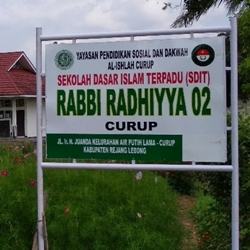 YAYASAN PENDIDIKAN SOSIAL DAN DAKWAH
AL-ISHLAH CURUP
SEKOLAH DASAR ISLAM TERPADU (SDIT)
RABBI RADHIYYA 02
CURUP
JL. Ir. H. JUANDA KELURAHAN AIR PUTIH LAMA - CURUP
KABUPATEN REJANG LEBONG